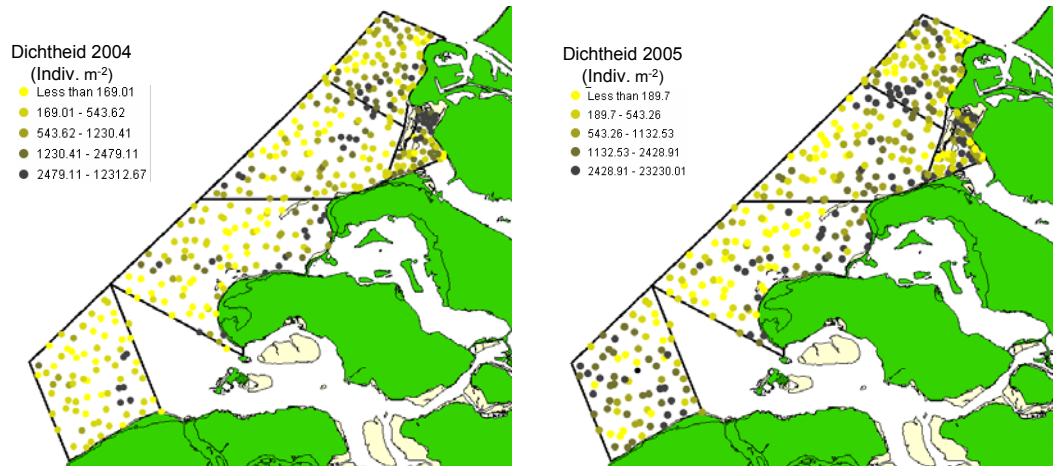 Dichtheid 2004
(Indiv. m-2)
Less than 169.01
169.01 - 543.62
543.62 - 1230.41
1230.41 - 2479.11
2479.11 - 12312.67
Dichtheid 2005
(Indiv. m-2)
Less than 189.7
189.7 - 543.26
543.26 - 1132.53
1132.53 - 2428.91
2428.91 - 23230.01